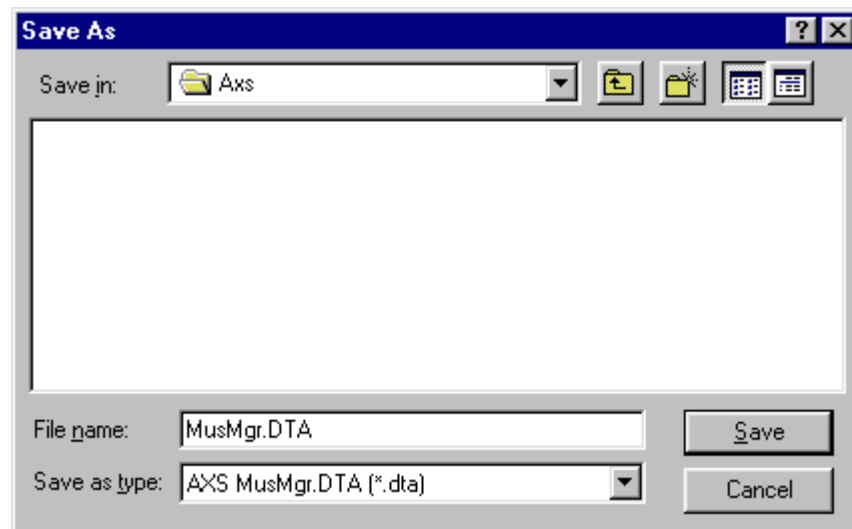 Save As
Save in: Axs
File name: MusMgr.DTA Save
Save as type: AXS MusMgr.DTA (*.dta) Cancel